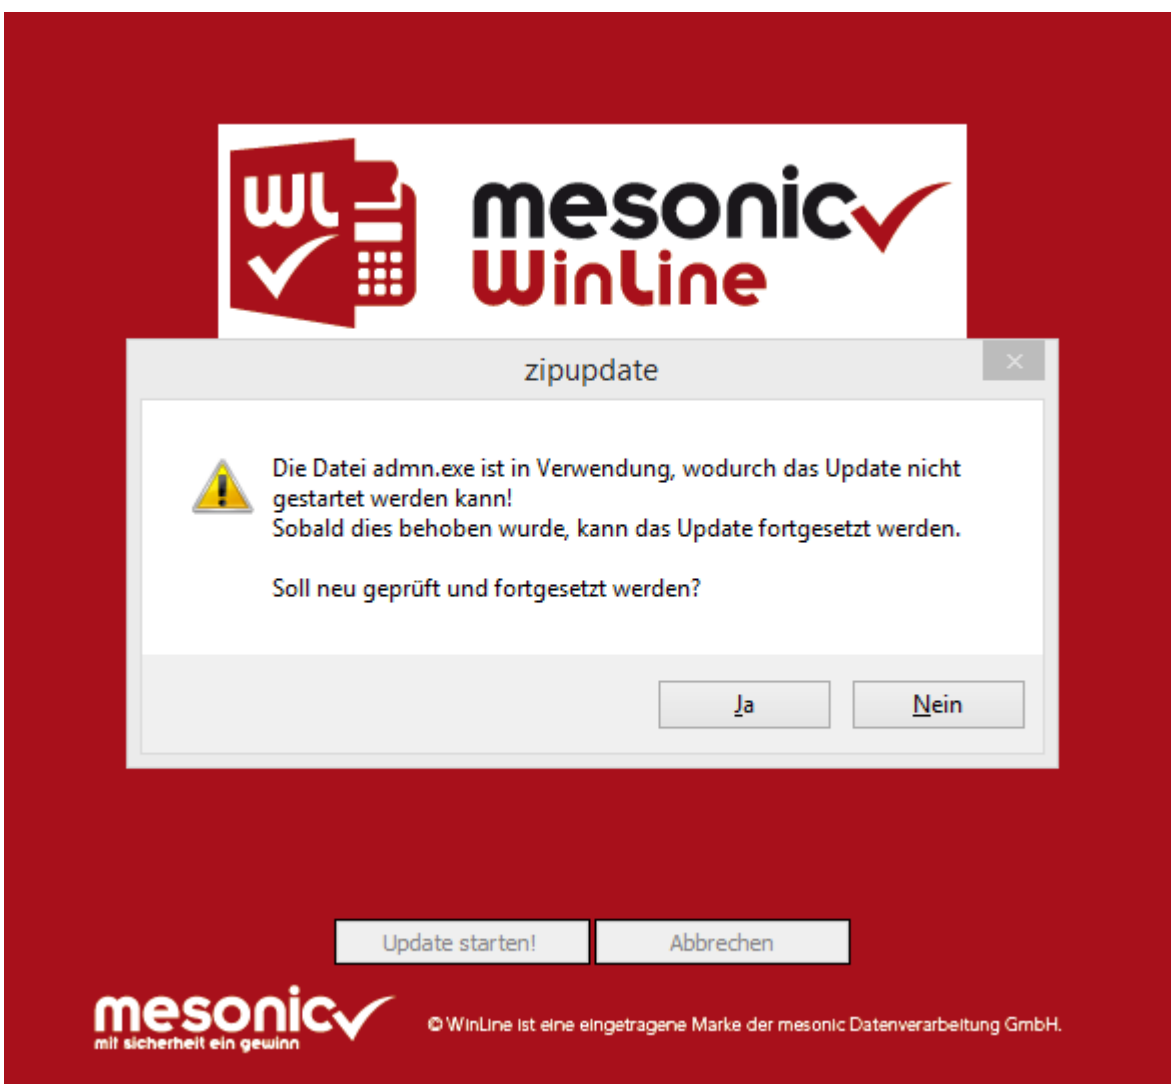 WL
mesonic
WinLine
zipupdate
Die Datei admn.exe ist in Verwendung, wodurch das Update nicht
gestartet werden kann!
Sobald dies behoben wurde, kann das Update fortgesetzt werden.
Soll neu geprüft und fortgesetzt werden?
Ja
Nein
Update starten!
Abbrechen
mesonic
mit sicherheit ein gewinn
© WinLine ist eine eingetragene Marke der mesonic Datenverarbeitung GmbH.